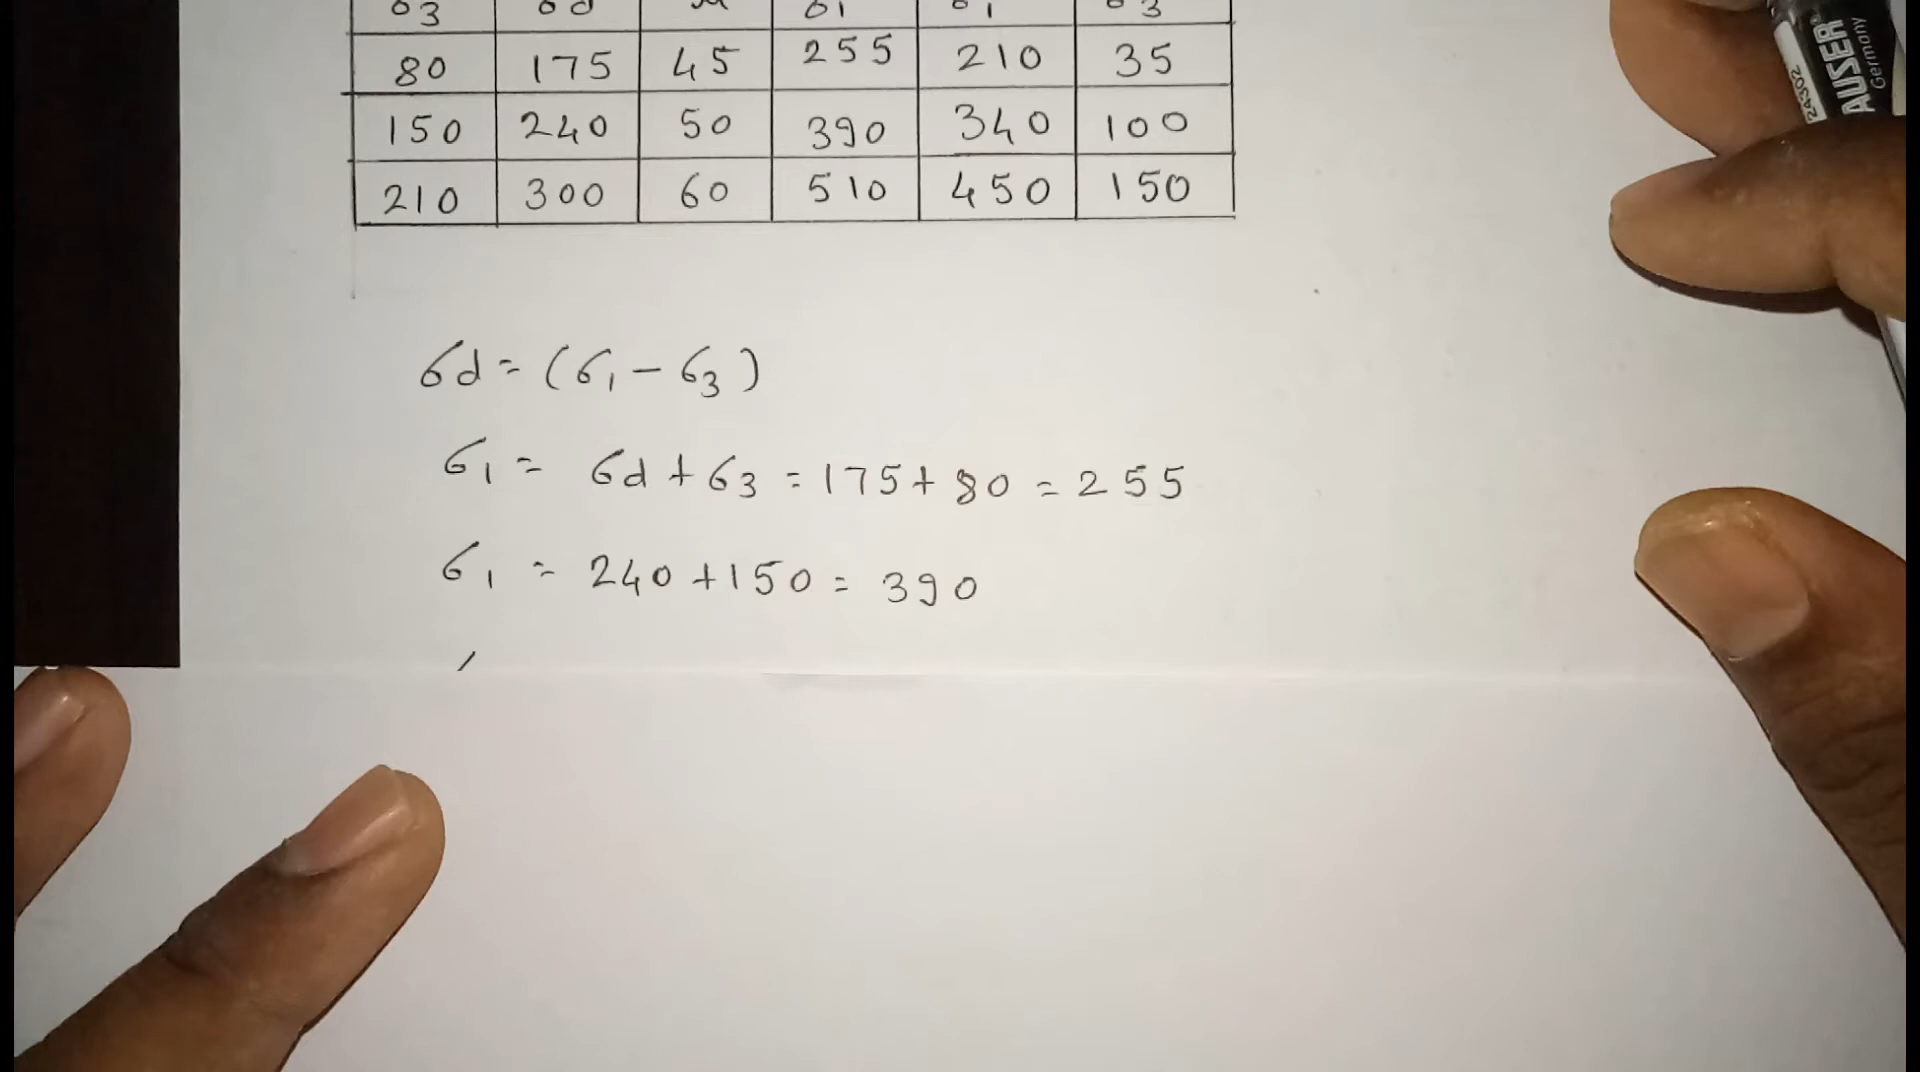 80 175 45 255 210 35
150 240 50 390 340 100
210 300 60 510 450 150
σd = (σ1 - σ3)
σ1 = σd + σ3 = 175 + 80 = 255
σ1 = 240 + 150 = 390
24302
AUSER
Germany